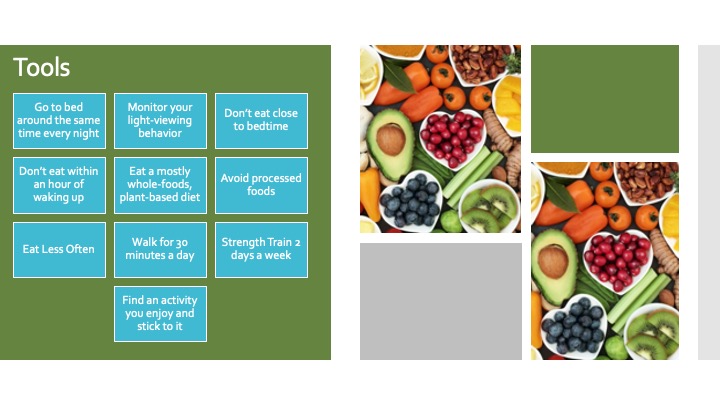 Tools
Go to bed
around the same
time every night
Monitor your
light-viewing
behavior
Don't eat close
to bedtime
Don't eat within
an hour of
waking up
Eat a mostly
whole-foods,
plant-based diet
Avoid processed
foods
Eat Less Often
Walk for 30
minutes a day
Strength Train 2
days a week
Find an activity
you enjoy and
stick to it